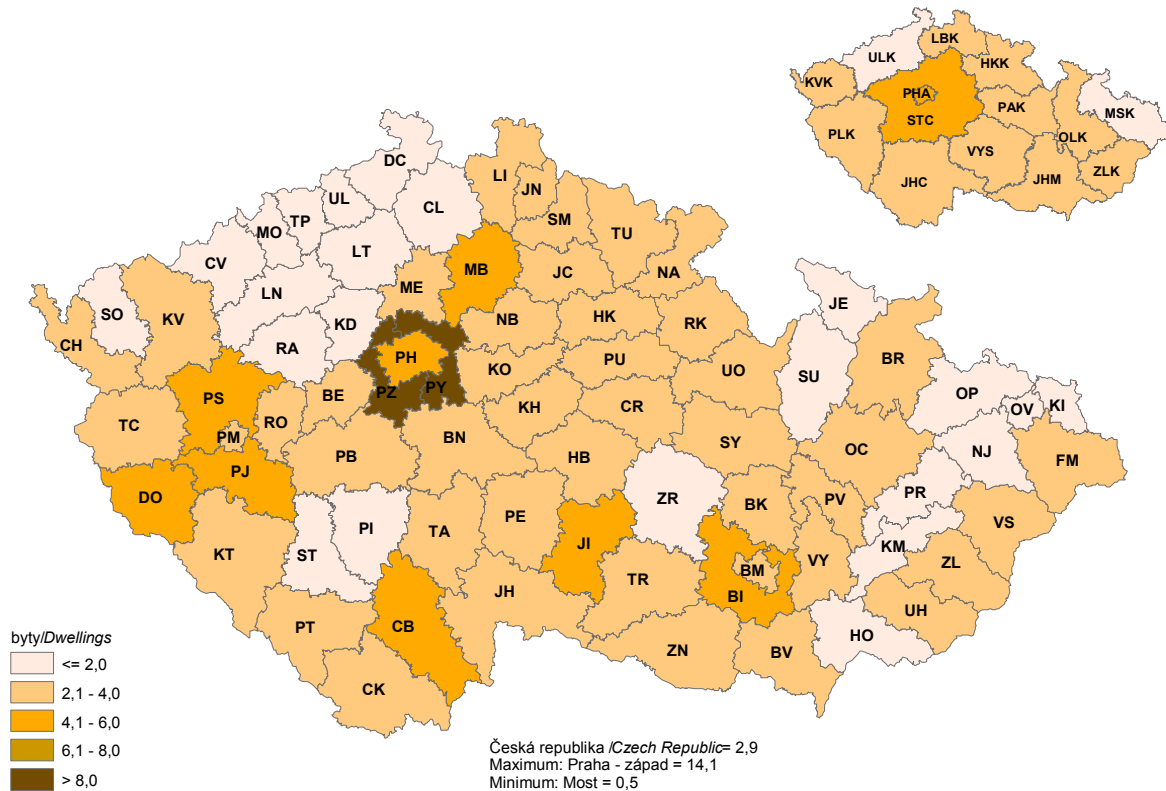 LBK
ULK
HKK
KVK
PHA
PAK
MSK
STC
PLK
OLK
VYS
ZLK
JHC
JHM
DC
LI
JN
UL
CL
SM
TP
MO
TU
LT
CV
MB
JC
NA
ME
LN
JE
SO
KV
KD
NB
HK
RK
CH
RA
BR
PH
PU
KO
UO
SU
OP
KI
OV
PS
BE
PZ
PY
KH
CR
TC
RO
PM
SY
OC
NJ
FM
PB
BN
HB
PJ
DO
ZR
PR
PV
BK
VS
PI
TA
PE
KT
ST
JI
KM
VY
BM
ZL
TR
BI
JH
UH
PT
CB
HO
ZN
BV
CK
byty/Dwellings
<= 2,0
2,1 - 4,0
4,1 - 6,0
6,1 - 8,0
> 8,0
Česká republika /Czech Republic= 2,9
Maximum: Praha - západ = 14,1
Minimum: Most = 0,5